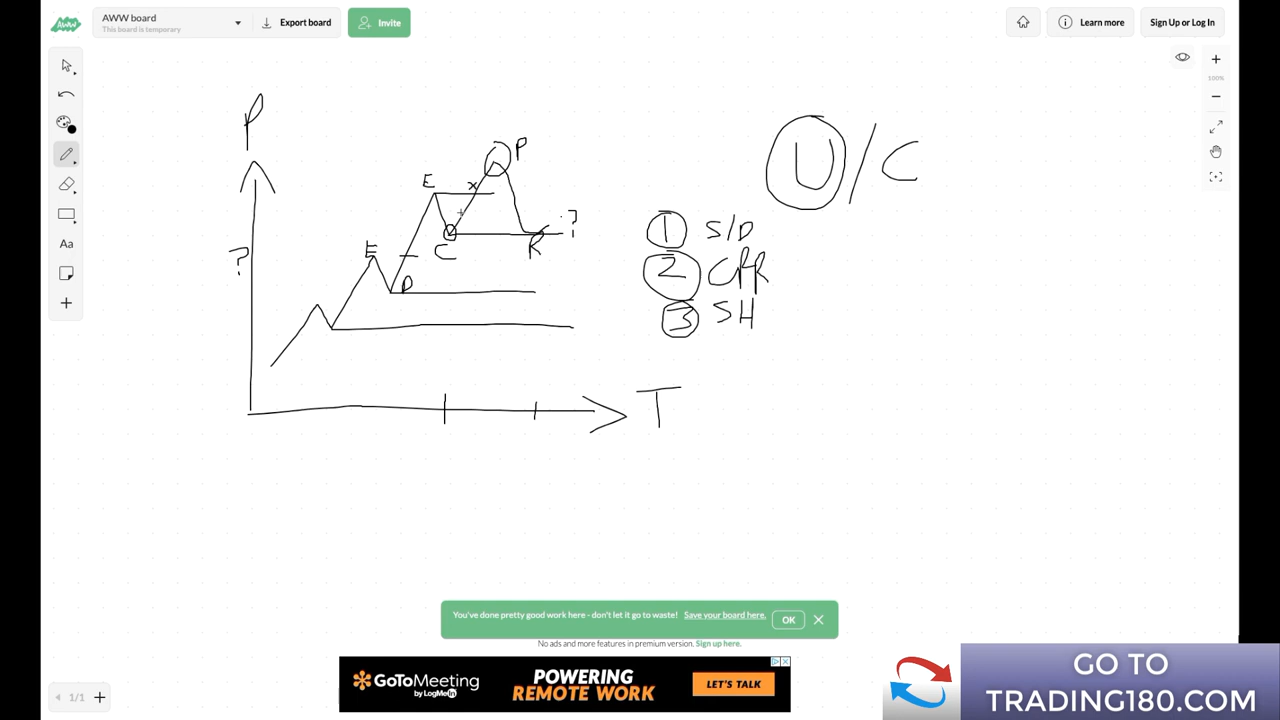 AWW board
This board is temporary
Export board
Invite
Learn more
Sign Up or Log In
100%
P
P
E
x
U/C
?
E
C
R
?
D
1 S/D
2 CPR
3 SH
T
Aa
You've done pretty good work here - don't let it go to waste! Save your board here. OK
No ads and more features in premium version. Sign up here.
GoToMeeting
by LogMeIn
POWERING
REMOTE WORK
LET'S TALK
1/1
GO TO
TRADING180.COM